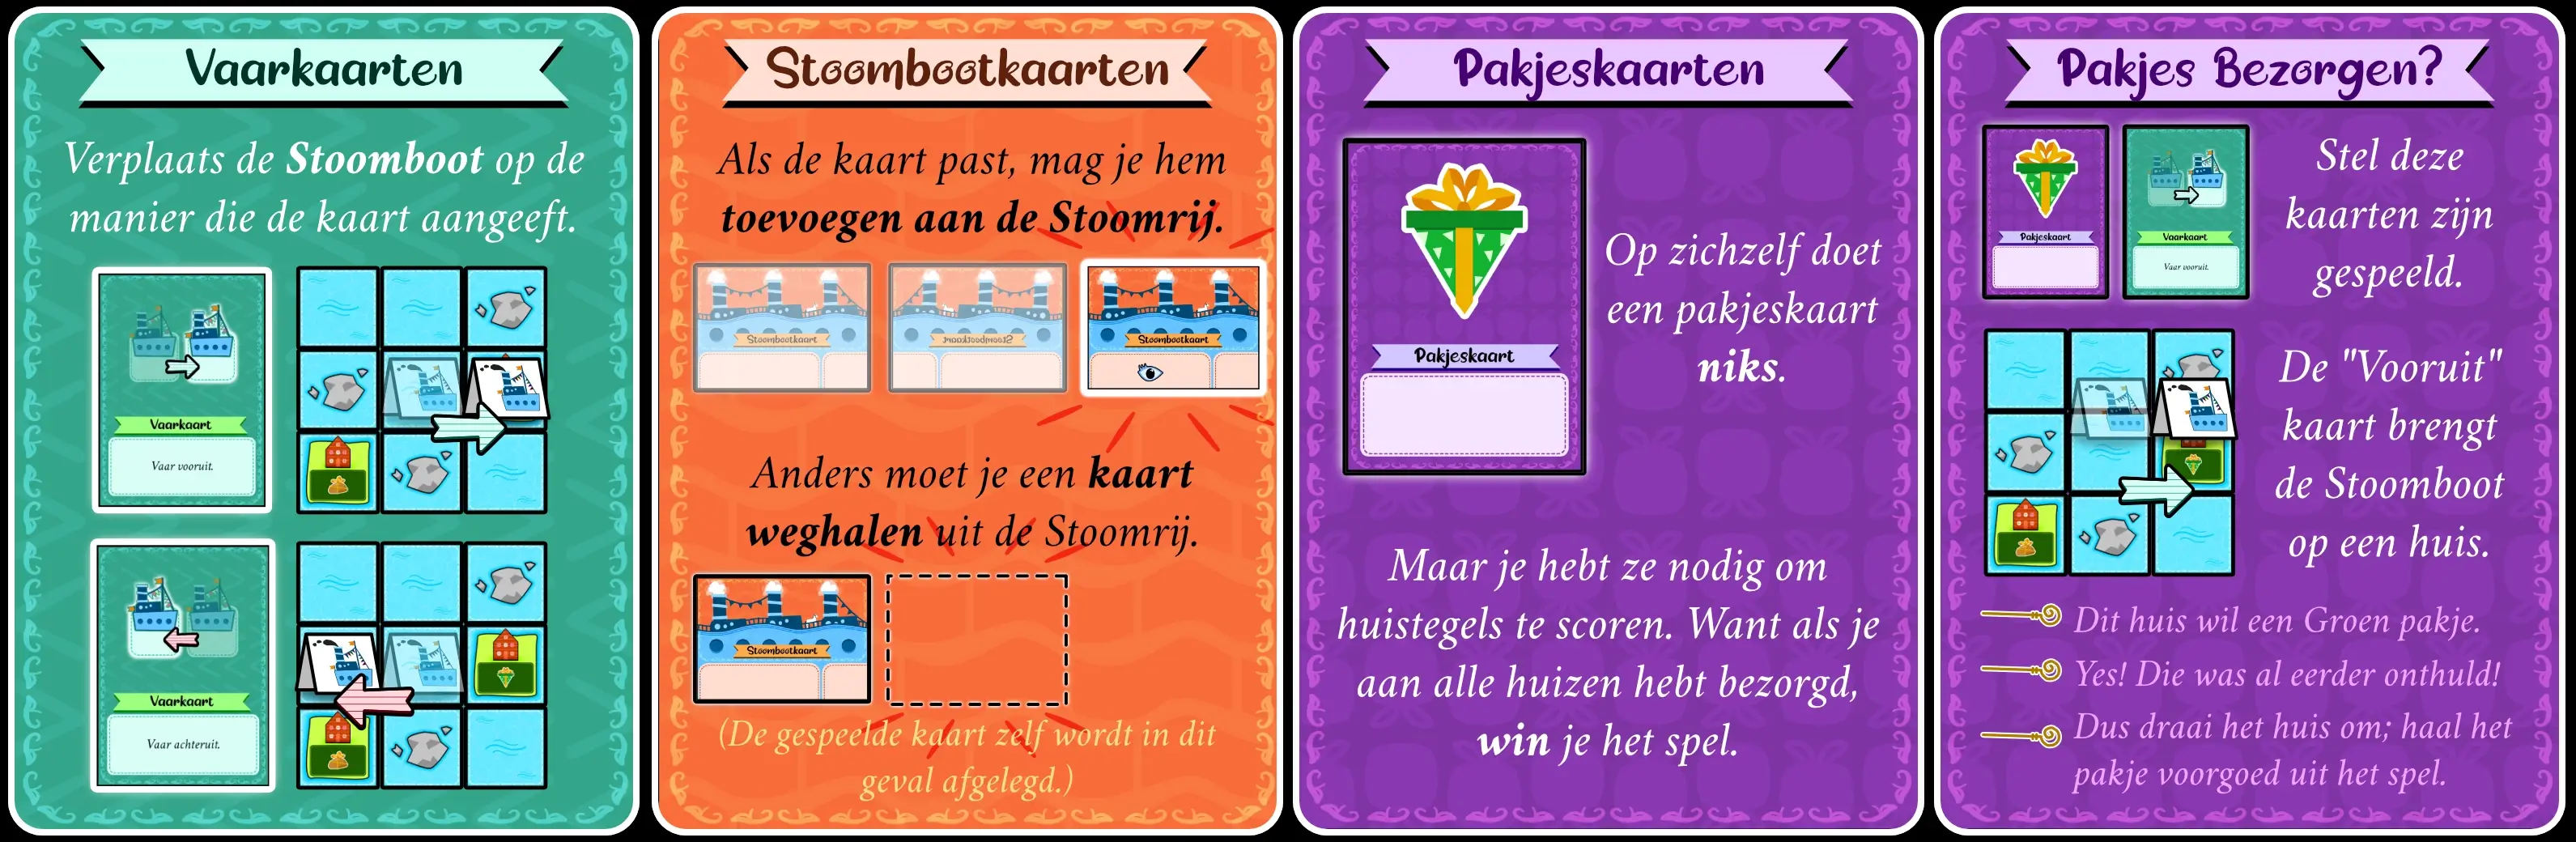 Vaarkaarten
Verplaats de Stoomboot op de
manier die de kaart aangeeft.
Vaarkaart
Vaar vooruit.
Vaarkaart
Vaar achteruit.
Stoombootkaarten
Als de kaart past, mag je hem
toevoegen aan de Stoomrij.
Stoombootkaart
Stoombootkaart
Stoombootkaart
Anders moet je een kaart
weghalen uit de Stoomrij.
Stoombootkaart
(De gespeelde kaart zelf wordt in dit
geval afgelegd.)
Pakjeskaarten
Pakjeskaart
Op zichzelf doet
een pakjeskaart
niks.
Maar je hebt ze nodig om
huistegels te scoren. Want als je
aan alle huizen hebt bezorgd,
win je het spel.
Pakjes Bezorgen?
Pakjeskaart
Vaarkaart
Vaar vooruit.
Stel deze
kaarten zijn
gespeeld.
De "Vooruit"
kaart brengt
de Stoomboot
op een huis.
Dit huis wil een Groen pakje.
Yes! Die was al eerder onthuld!
Dus draai het huis om; haal het
pakje voorgoed uit het spel.